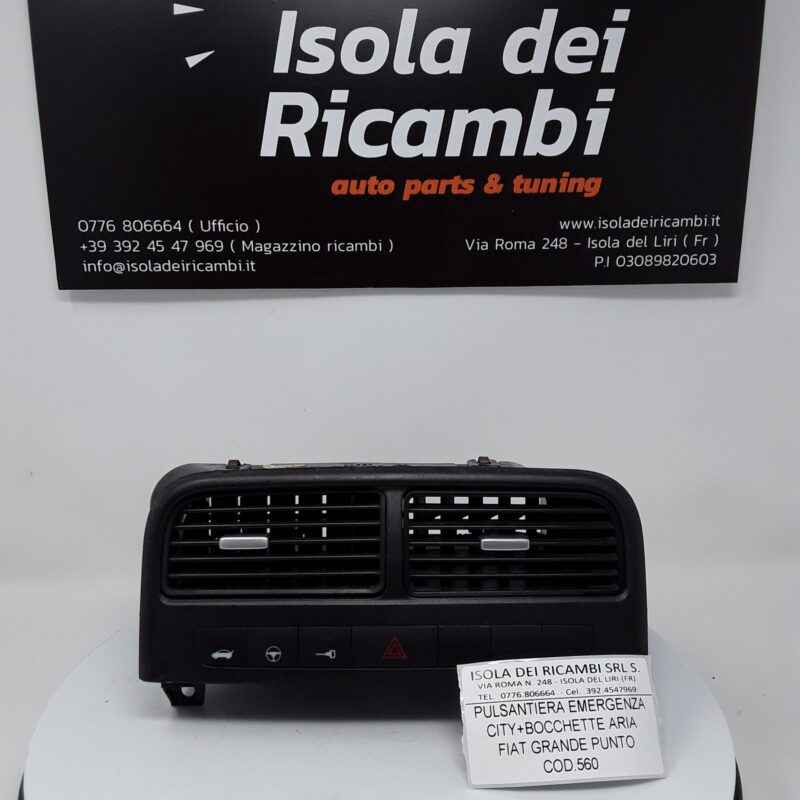 Isola dei
Ricambi
auto parts & tuning
0776 806664 ( Ufficio )
+39 392 45 47 969 ( Magazzino ricambi )
info@isoladeiricambi.it
www.isoladeiricambi.it
Via Roma 248 - Isola del Liri ( Fr )
P.I 03089820603
ISOLA DEI RICAMBI SRL S.
VIA ROMA N. 248 - ISOLA DEL LIRI (FR)
TEL. 0776.806664 - Cel. 392.4547969
PULSANTIERA EMERGENZA
CITY+BOCCHETTE ARIA
FIAT GRANDE PUNTO
COD.560